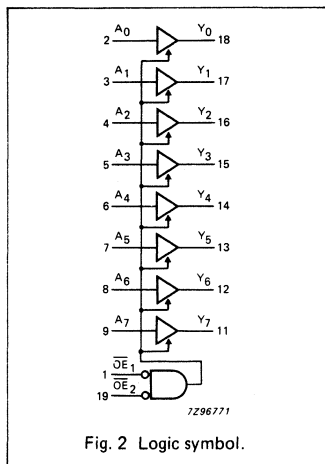 2 A0 Y0 18
3 A1 Y1 17
4 A2 Y2 16
5 A3 Y3 15
6 A4 Y4 14
7 A5 Y5 13
8 A6 Y6 12
9 A7 Y7 11
1 O̅E̅1
19 O̅E̅2
7Z96771
Fig. 2 Logic symbol.